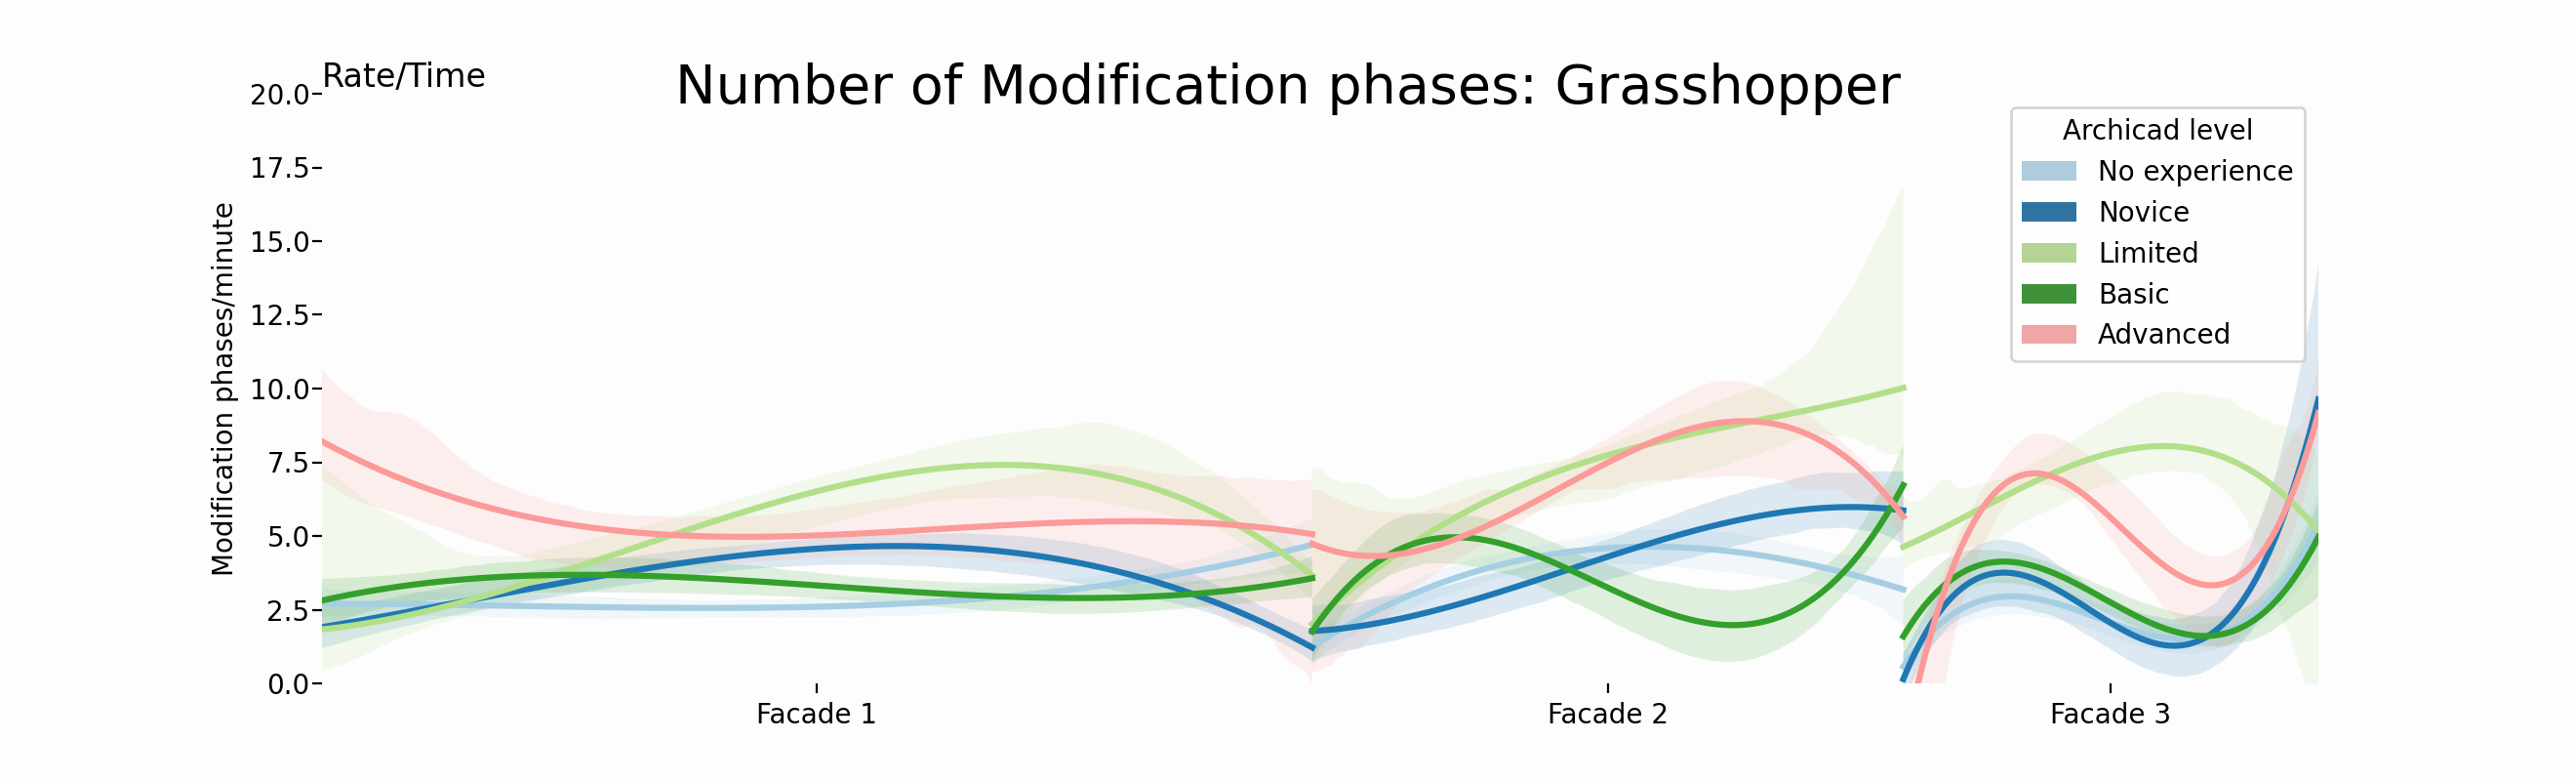 Rate/Time
Number of Modification phases: Grasshopper
Modification phases/minute
20.0
17.5
15.0
12.5
10.0
7.5
5.0
2.5
0.0
Archicad level
No experience
Novice
Limited
Basic
Advanced
Facade 1
Facade 2
Facade 3